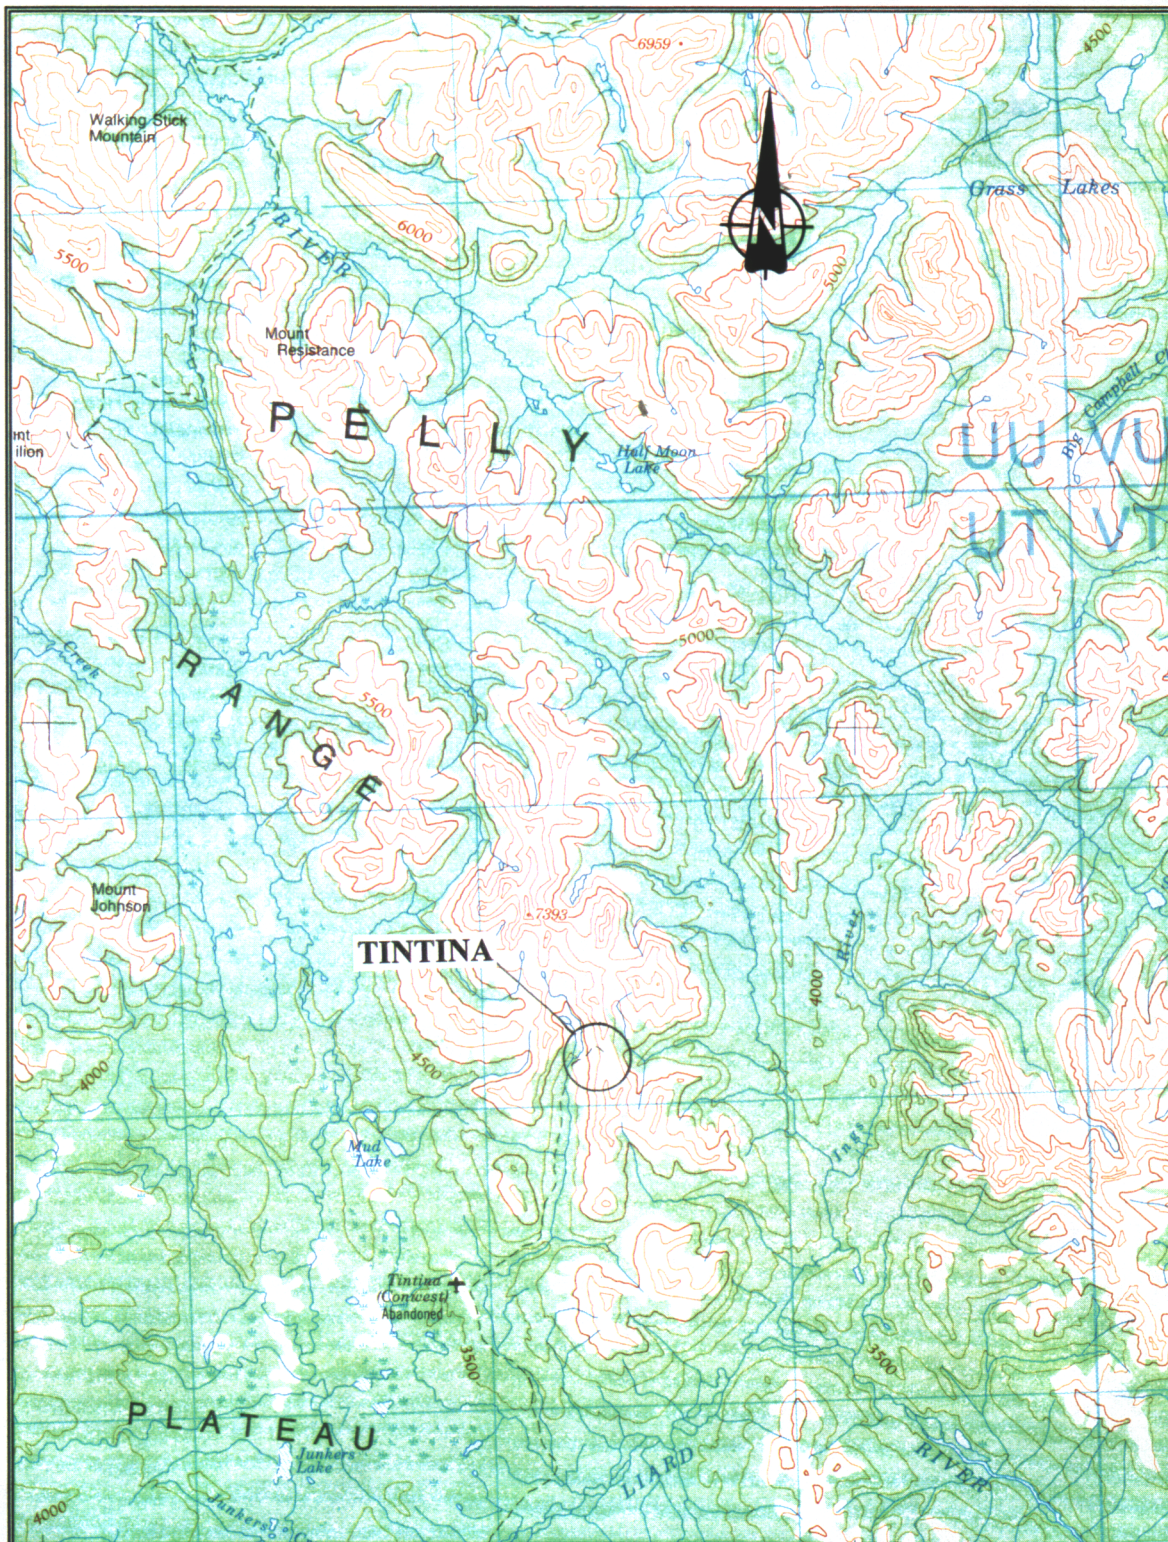 6959
4500
Walking Stick
Mountain
Grass Lakes
RIVER
6000
N
5500
5000
Mount
Resistance
Big Campbell
PELLY
UU VU
Half Moon
Lake
UT VT
5000
Creek
RANGE
5500
Mount
Johnson
7393
River
TINTINA
4000
4500
4000
Mud
Lake
Ings
Tintina
(Conwest)
Abandoned
3500
3500
PLATEAU
Junkers
Lake
LIARD
RIVER
4000
Junkers